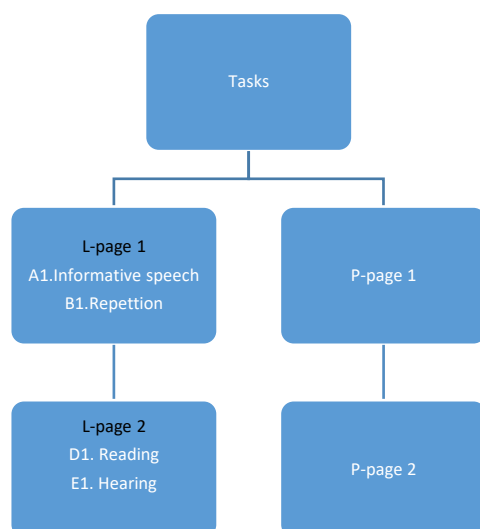 Tasks
L-page 1
A1.Informative speech
B1.Repettion
P-page 1
L-page 2
D1. Reading
E1. Hearing
P-page 2